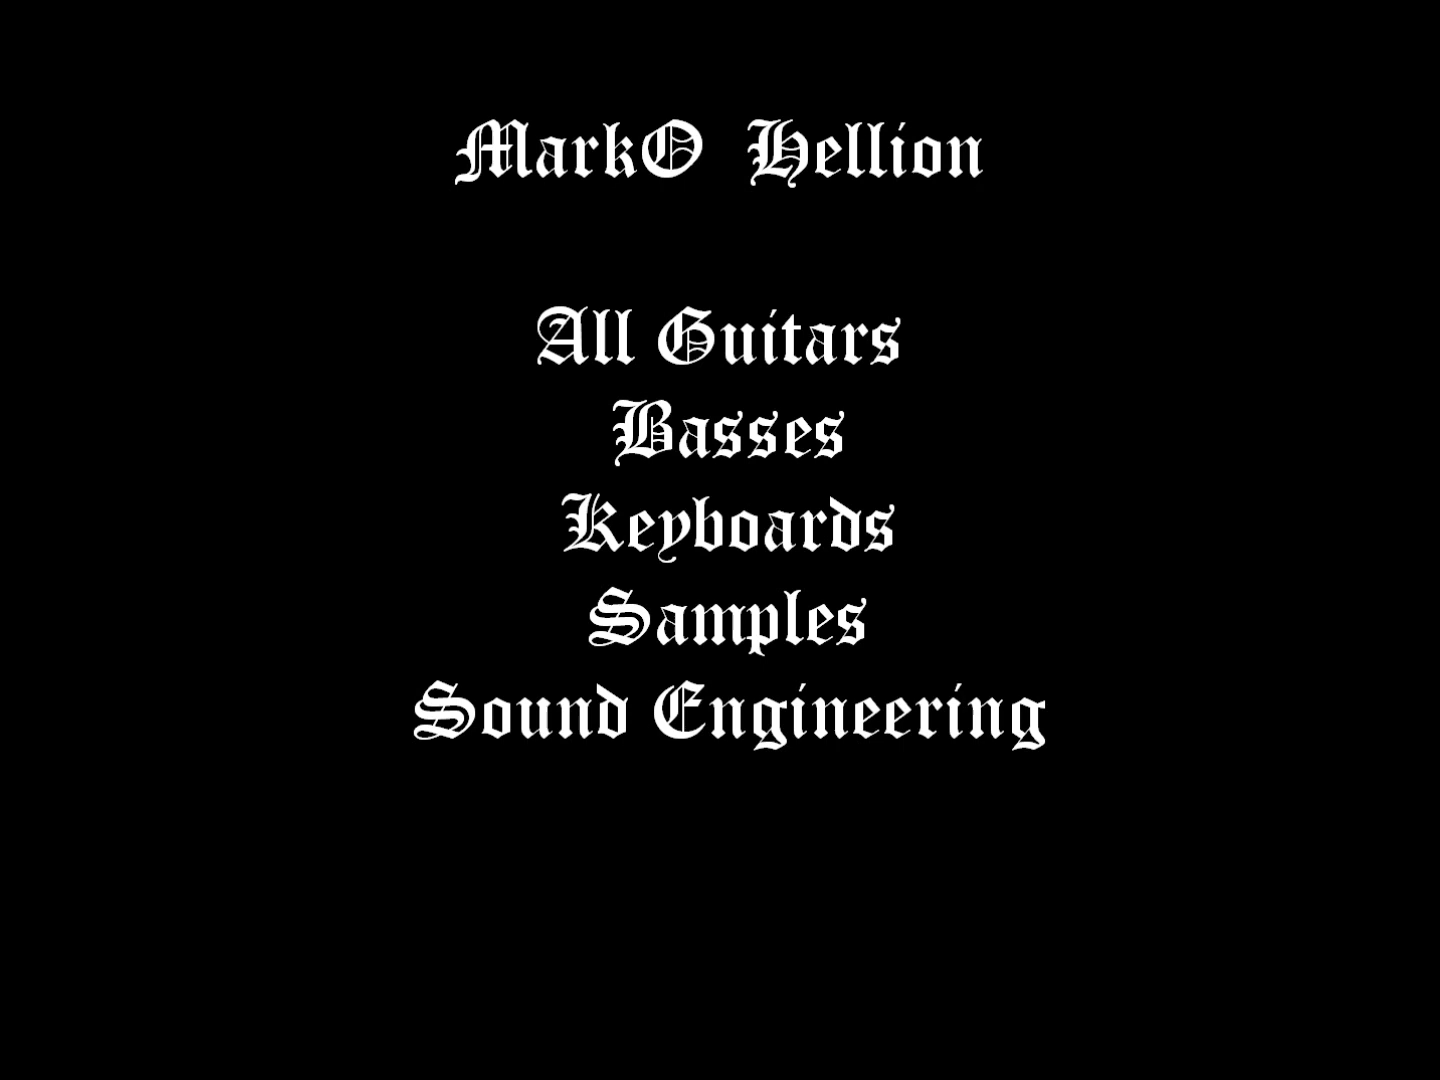 MarkO Hellion
All Guitars
Basses
Keyboards
Samples
Sound Engineering